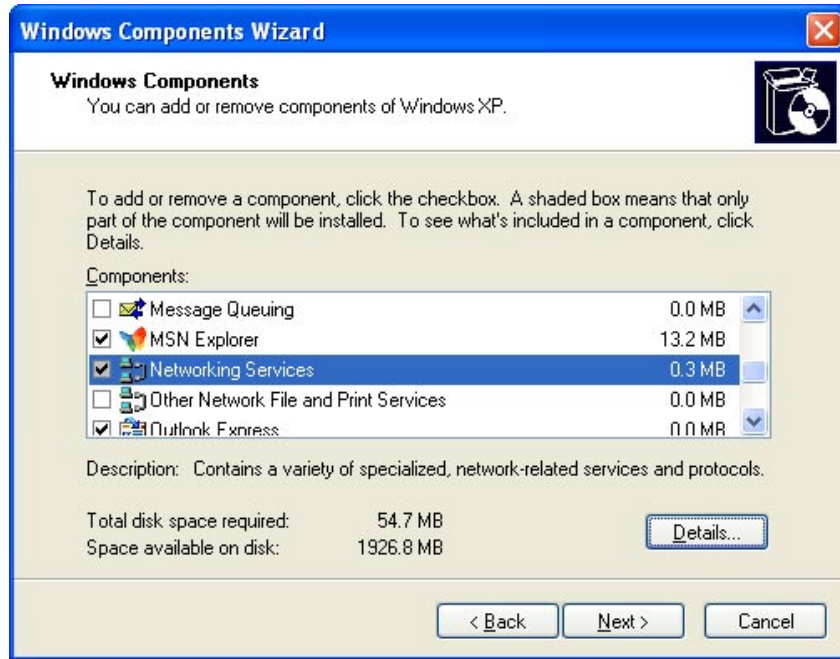 Windows Components Wizard
Windows Components
You can add or remove components of Windows XP.
To add or remove a component, click the checkbox. A shaded box means that only
part of the component will be installed. To see what's included in a component, click
Details.
Components:
Message Queuing 0.0 MB
MSN Explorer 13.2 MB
Networking Services 0.3 MB
Other Network File and Print Services 0.0 MB
Outlook Express 0.0 MB
Description: Contains a variety of specialized, network-related services and protocols.
Total disk space required: 54.7 MB
Space available on disk: 1926.8 MB
Details...
< Back Next > Cancel